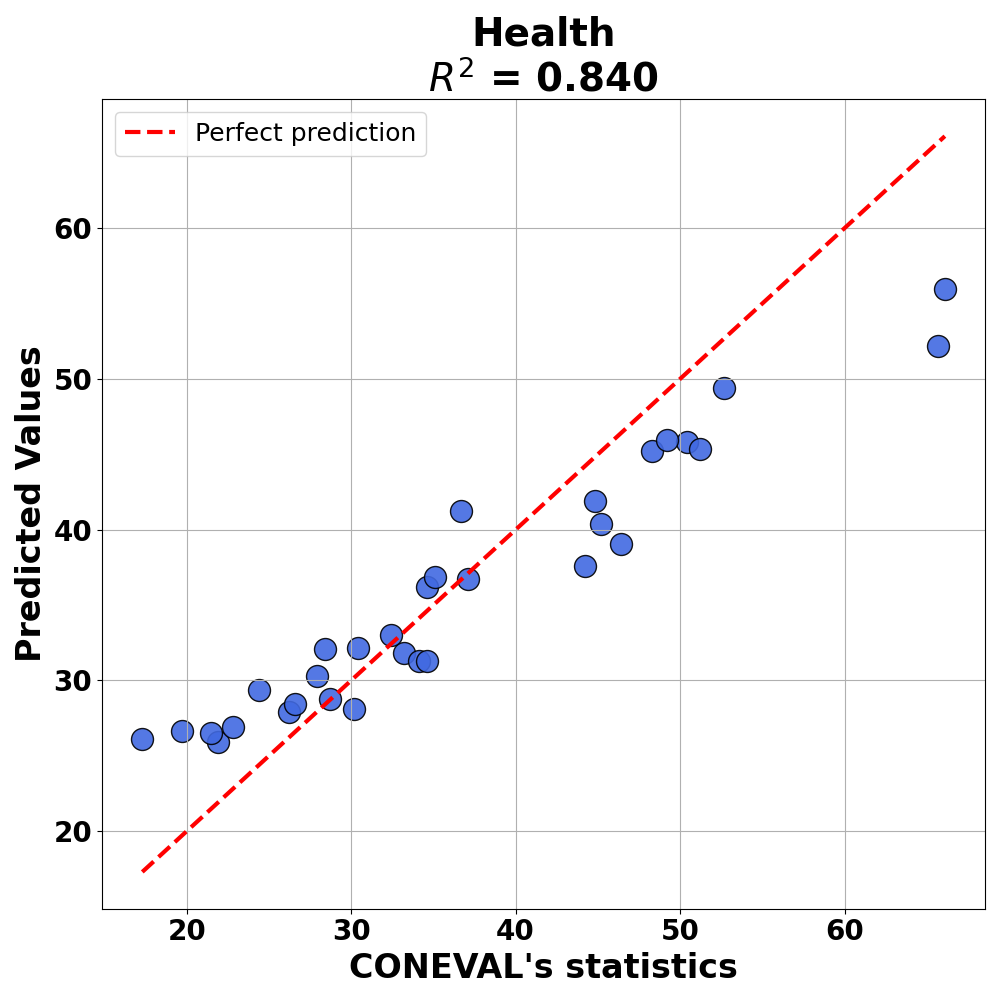 Health
R² = 0.840
Perfect prediction
60
50
40
30
20
Predicted Values
20 30 40 50 60
CONEVAL's statistics